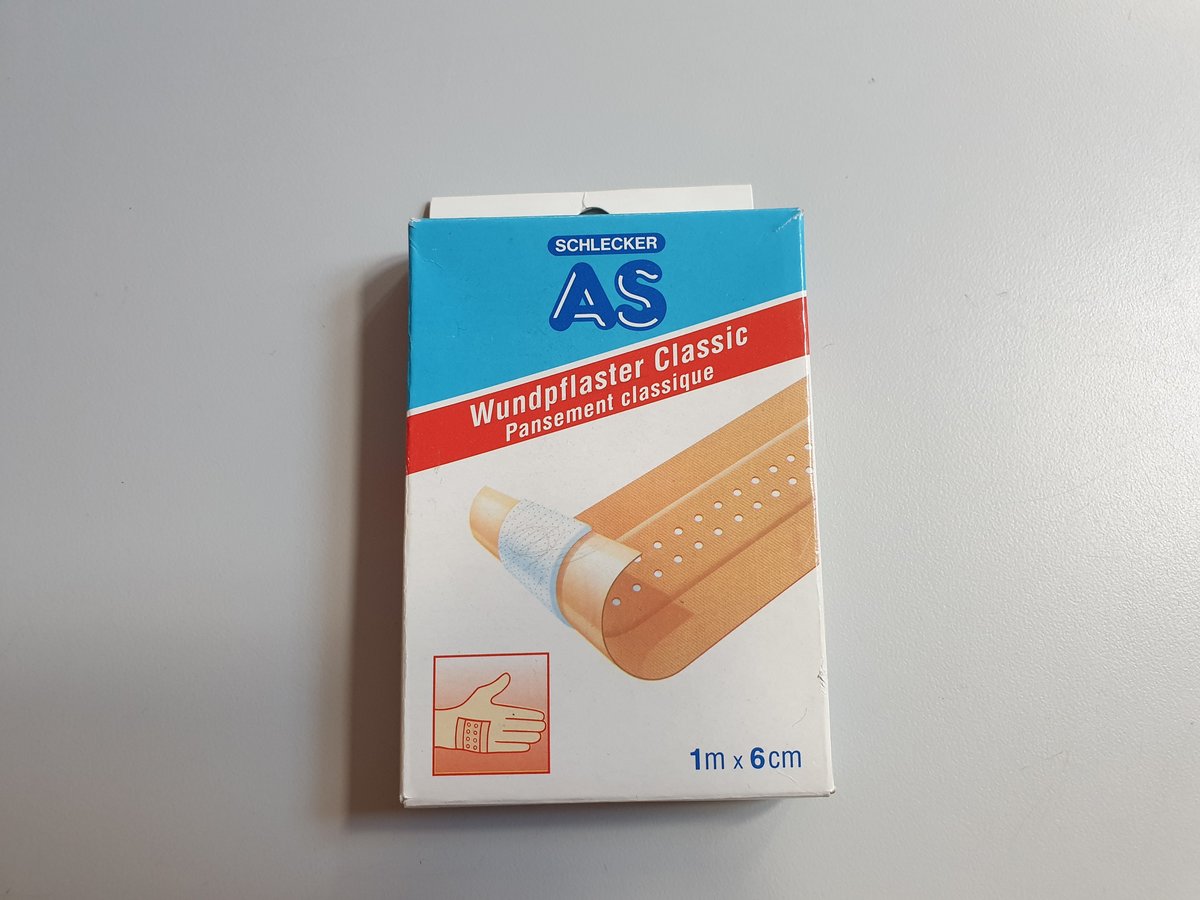 SCHLECKER
AS
Wundpflaster Classic
Pansement classique
1m x 6cm